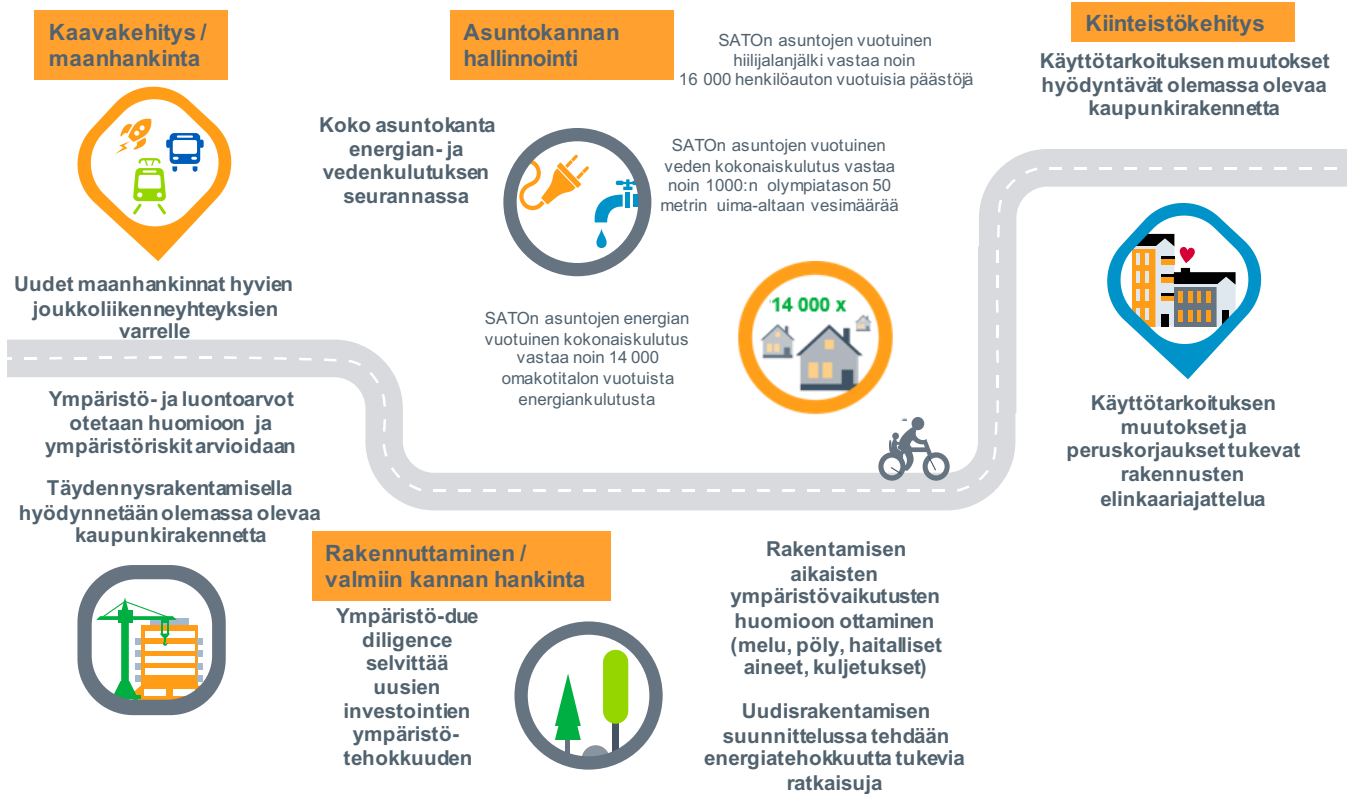 Kaavakehitys /
maanhankinta
Uudet maanhankinnat hyvien
joukkoliikenneyhteyksien
varrelle
Ympäristö- ja luontoarvot
otetaan huomioon ja
ympäristöriskit arvioidaan
Täydennysrakentamisella
hyödynnetään olemassa olevaa
kaupunkirakennetta
Asuntokannan
hallinnointi
Koko asuntokanta
energian- ja
vedenkulutuksen
seurannassa
SATOn asuntojen vuotuinen
hiilijalanjälki vastaa noin
16 000 henkilöauton vuotuisia päästöjä
SATOn asuntojen vuotuinen
veden kokonaiskulutus vastaa
noin 1000:n olympiatason 50
metrin uima-altaan vesimäärää
SATOn asuntojen energian
vuotuinen kokonaiskulutus
vastaa noin 14 000
omakotitalon vuotuista
energiankulutusta
14 000 x
Rakennuttaminen /
valmiin kannan hankinta
Ympäristö-due
diligence
selvittää
uusien
investointien
ympäristö-
tehokkuuden
Rakentamisen
aikaisten
ympäristövaikutusten
huomioon ottaminen
(melu, pöly, haitalliset
aineet, kuljetukset)
Uudisrakentamisen
suunnittelussa tehdään
energiatehokkuutta tukevia
ratkaisuja
Kiinteistökehitys
Käyttötarkoituksen muutokset
hyödyntävät olemassa olevaa
kaupunkirakennetta
Käyttötarkoituksen
muutokset ja
peruskorjaukset tukevat
rakennusten
elinkaariajattelua